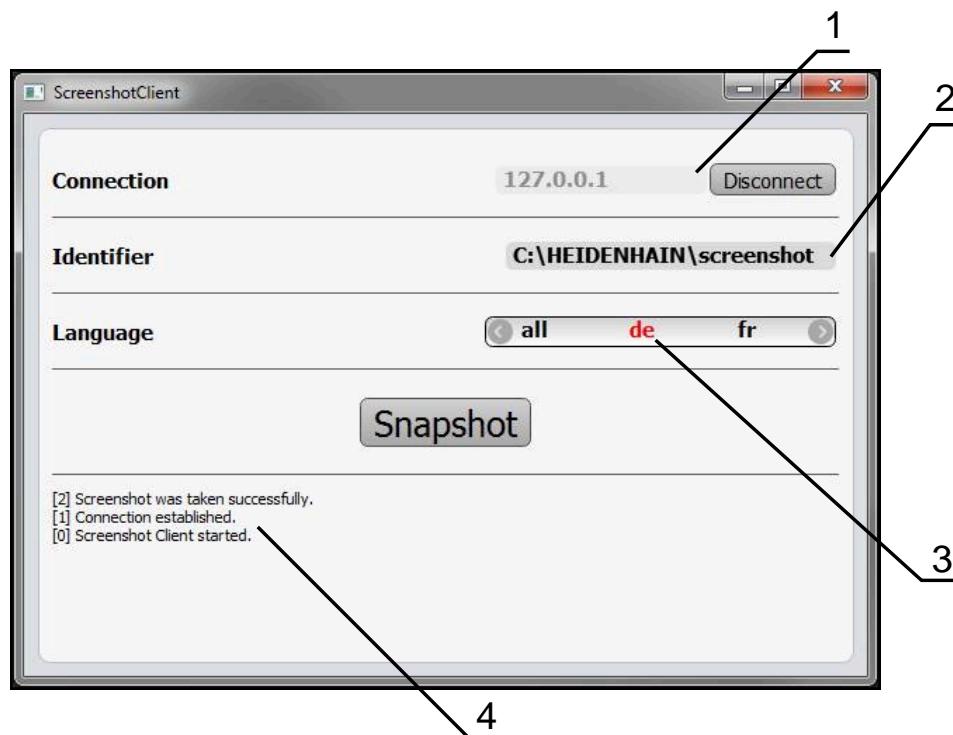 1
ScreenshotClient
2
Connection 127.0.0.1 Disconnect
Identifier C:\HEIDENHAIN\screenshot
Language all de fr
Snapshot
[2] Screenshot was taken successfully.
[1] Connection established.
[0] Screenshot Client started.
3
4